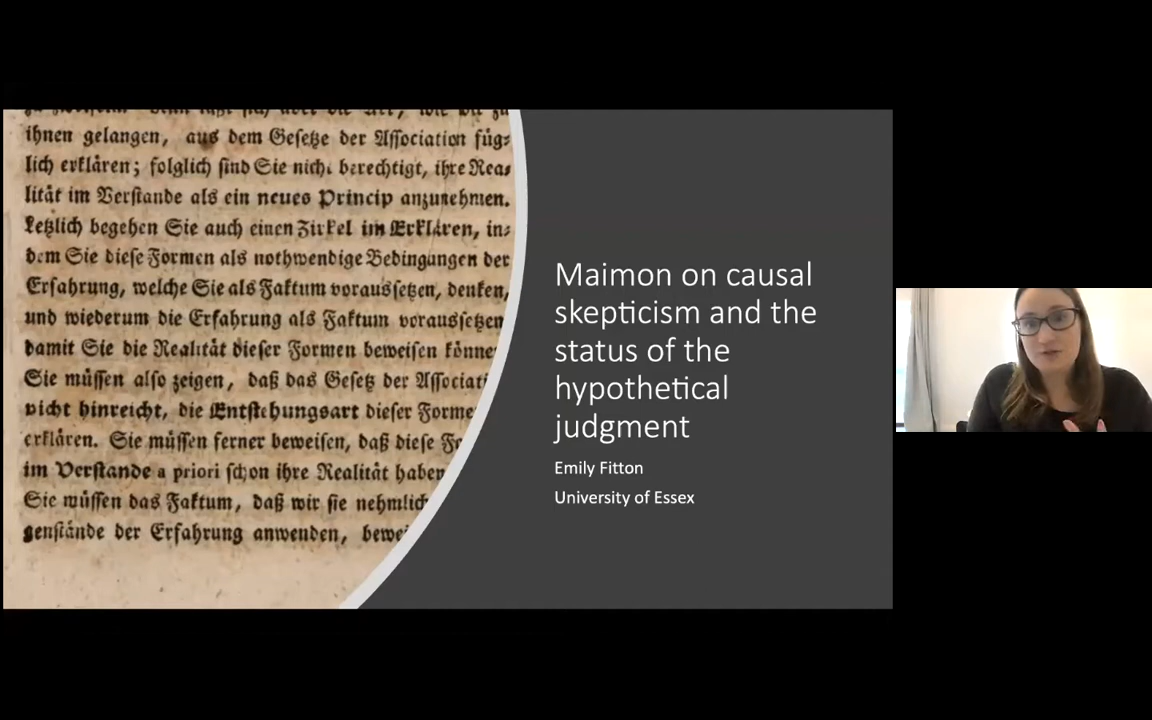 ihnen gelangen, aus dem Geſetze der Aſſociation füg⸗
lich erklären; folglich ſind Sie nicht berechtigt, ihre Rea⸗
lität im Verſtande als ein neues Princip anzunehmen.
Letzlich begehen Sie auch einen Zirkel im Erklären, in⸗
dem Sie dieſe Formen als nothwendige Bedingungen der
Erfahrung, welche Sie als Faktum vorausſetzen, denken,
und wiederum die Erfahrung als Faktum vorausſetzen
damit Sie die Realität dieſer Formen beweiſen könne
Sie müſſen alſo zeigen, daß das Geſetz der Aſſociati
nicht hinreicht, die Entſtehungsart dieſer Forme
erklären. Sie müſſen ferner beweiſen, daß dieſe Fo
im Verſtande a priori ſchon ihre Realität haben
Sie müſſen das Faktum, daß wir ſie nehmlich
genſtände der Erfahrung anwenden, bewei
Maimon on causal
skepticism and the
status of the
hypothetical
judgment
Emily Fitton
University of Essex